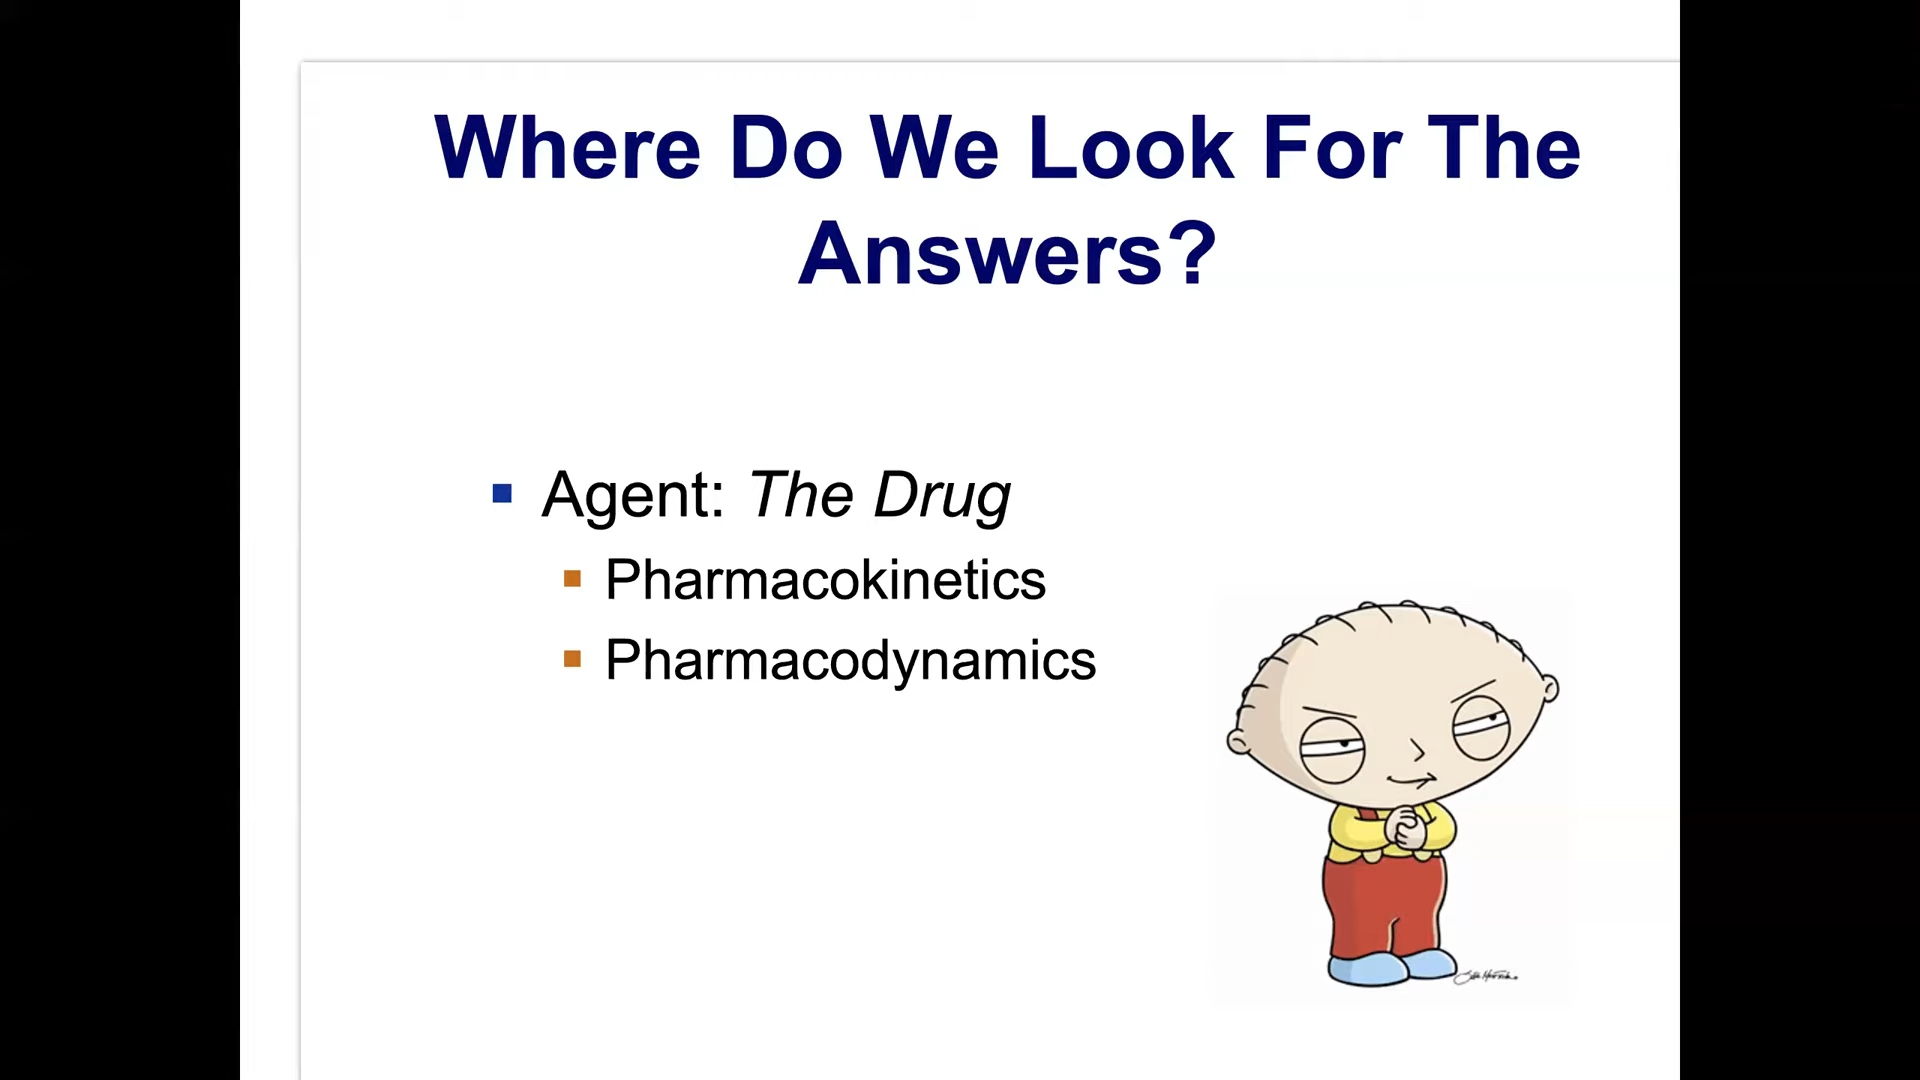 Where Do We Look For The
Answers?
Agent: The Drug
Pharmacokinetics
Pharmacodynamics